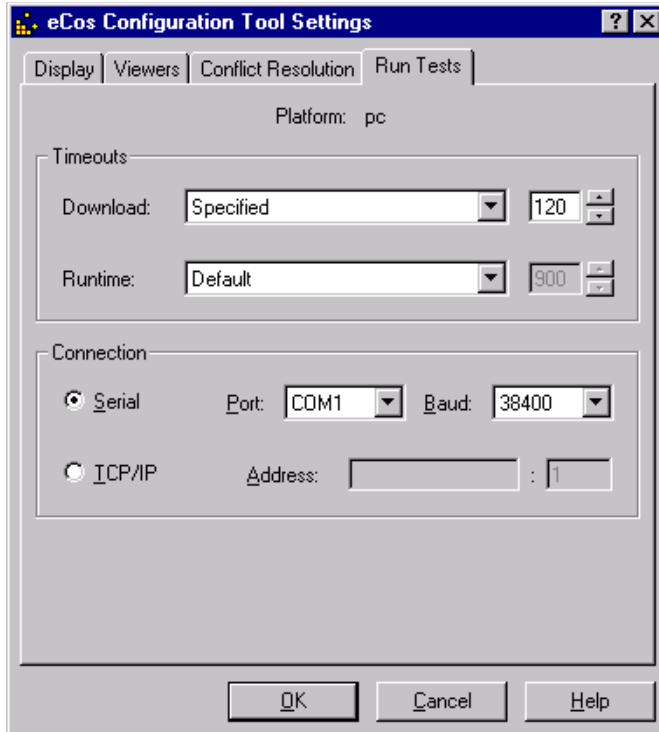 eCos Configuration Tool Settings
Display Viewers Conflict Resolution Run Tests
Platform: pc
Timeouts
Download: Specified 120
Runtime: Default 900
Connection
Serial Port: COM1 Baud: 38400
TCP/IP Address: : 1
OK Cancel Help